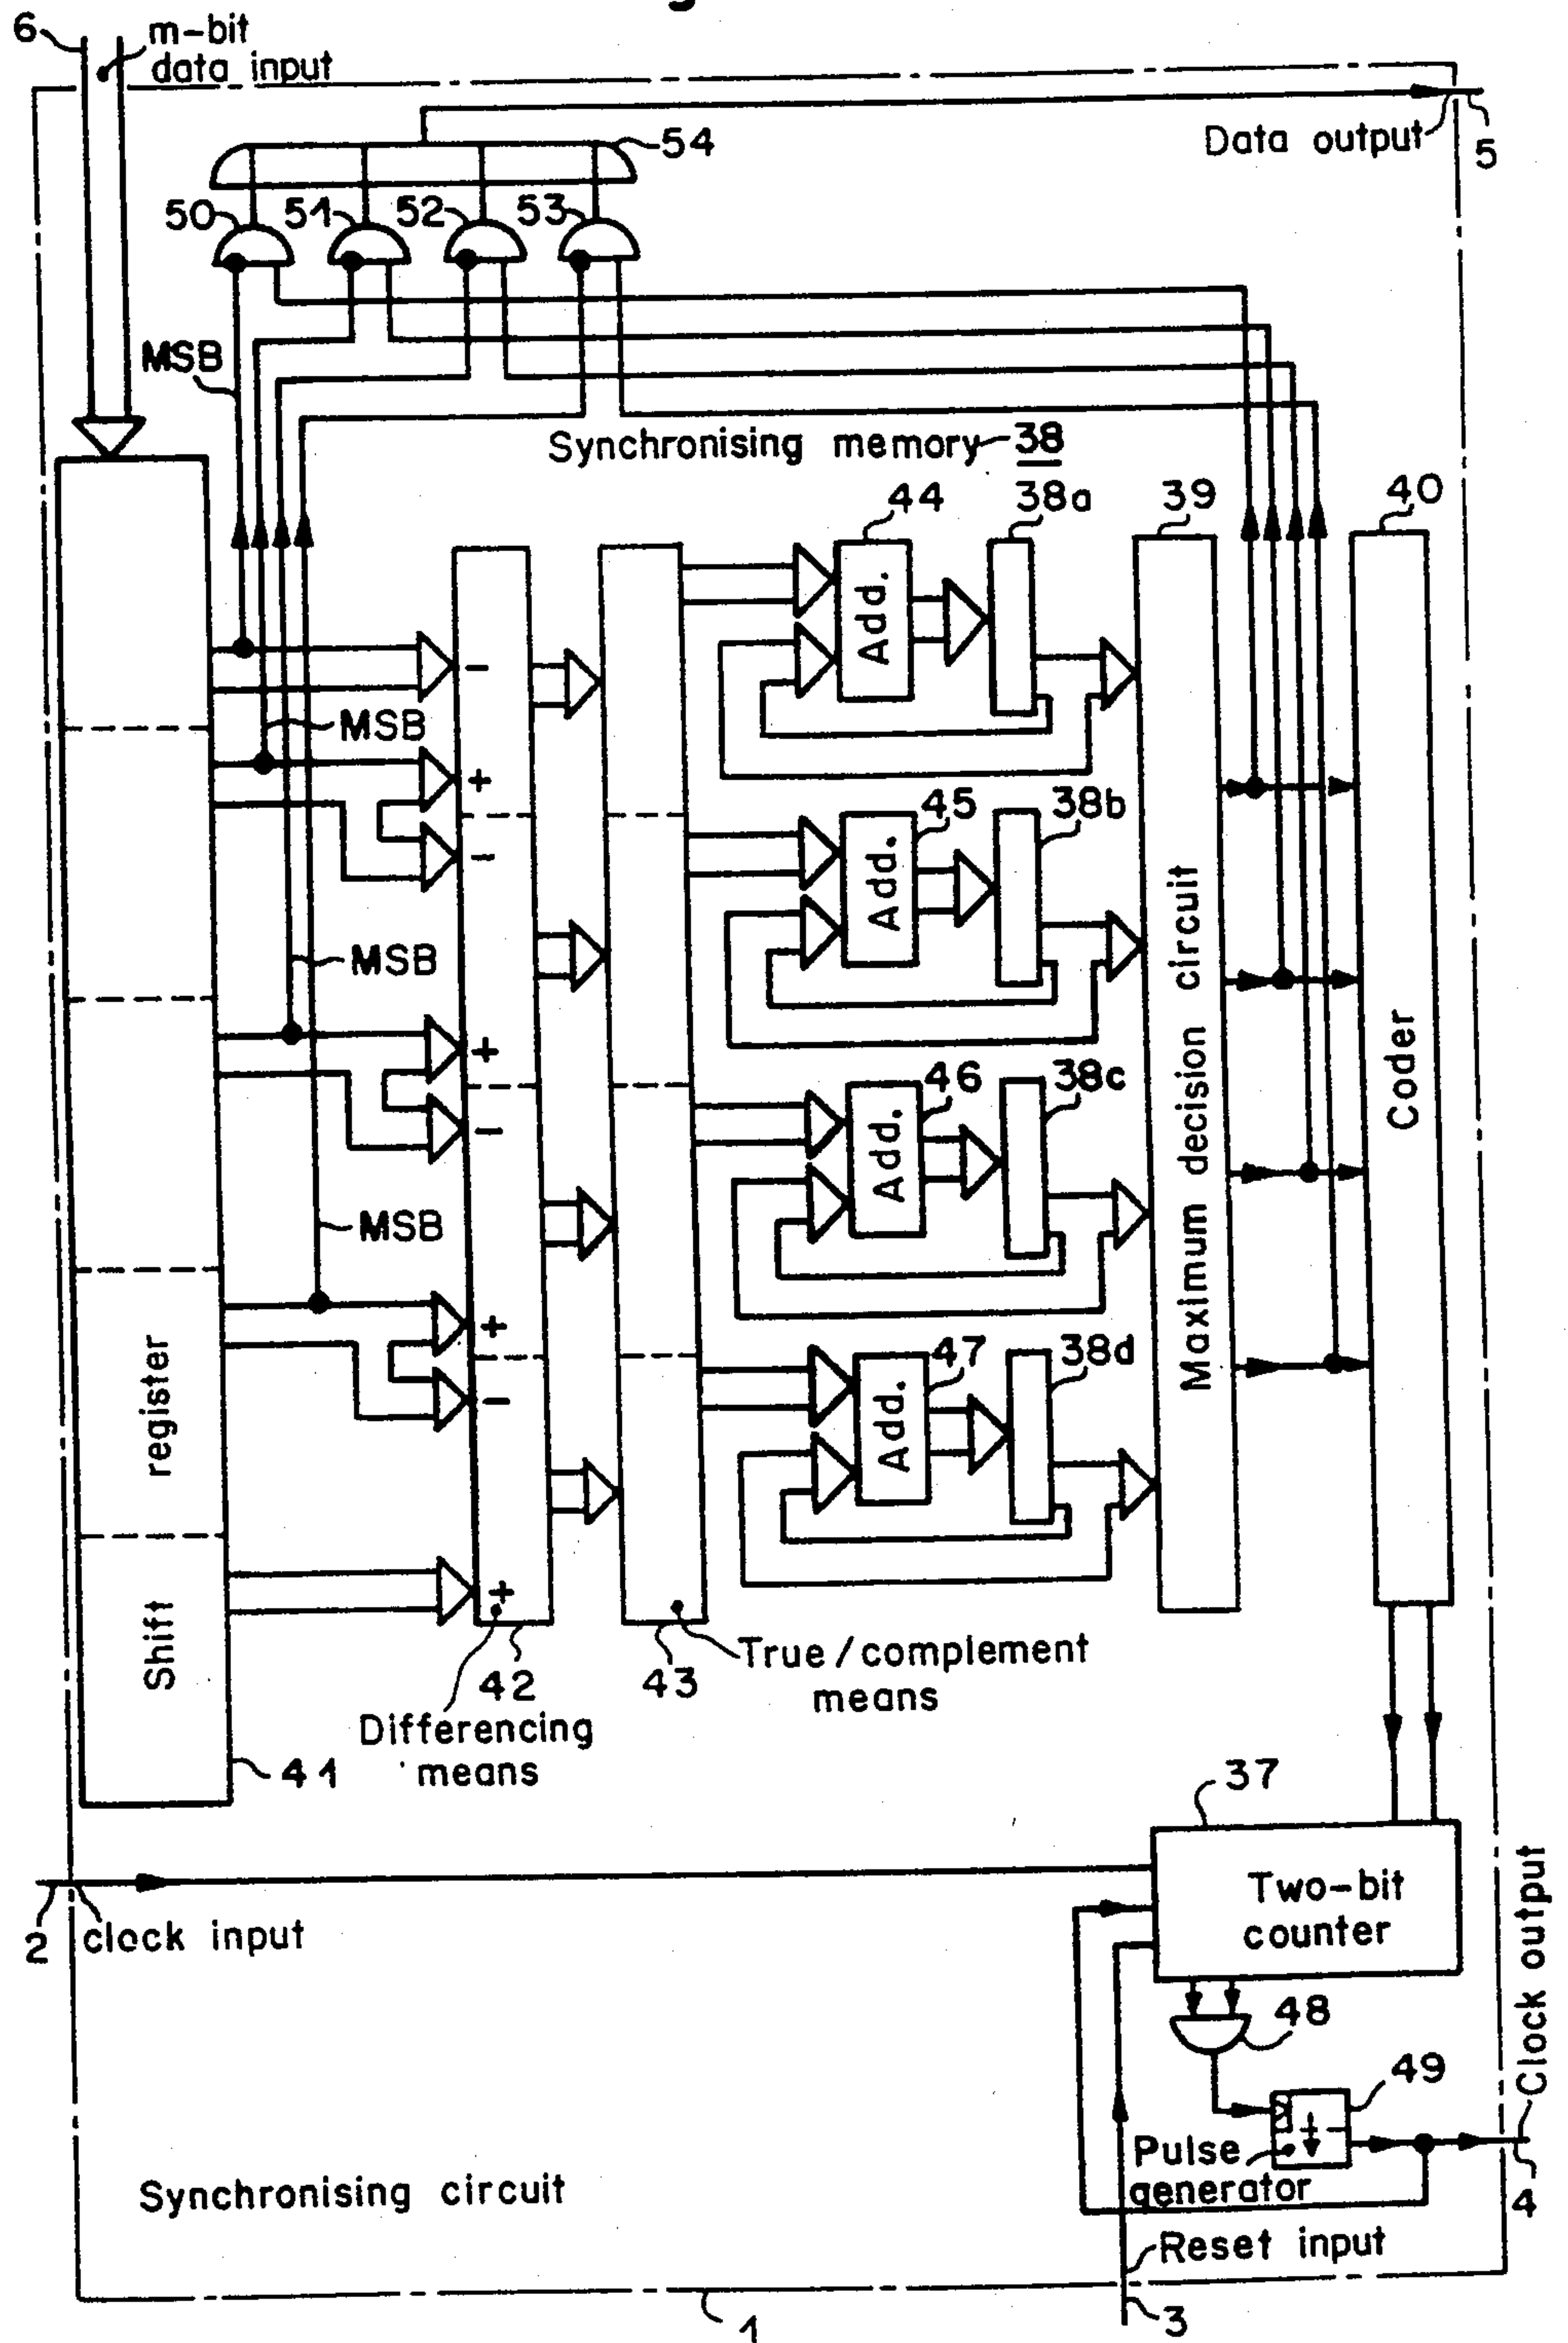 6
m-bit
data input
Data output
5
54
50
51
52
53
MSB
Synchronising memory 38
44
38a
39
40
Add.
-
MSB
+
-
45
38b
Add.
MSB
+
-
46
38c
Add.
MSB
+
-
47
38d
Add.
+
Maximum decision circuit
Coder
Shift register
41
42
Differencing
means
43
True/complement
means
37
Two-bit
counter
2
clock input
48
49
Pulse
generator
Clock output
4
Synchronising circuit
Reset input
3
1